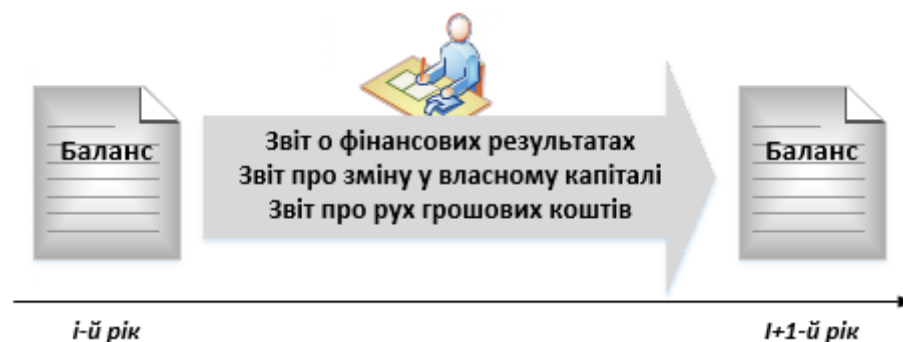 Баланс
Звіт о фінансових результатах
Звіт про зміну у власному капіталі
Звіт про рух грошових коштів
Баланс
і-й рік
І+1-й рік